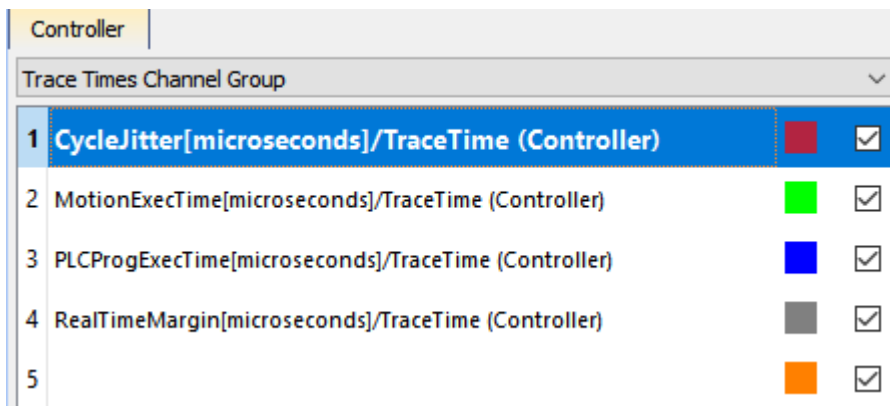 Controller
Trace Times Channel Group
1 CycleJitter[microseconds]/TraceTime (Controller)
2 MotionExecTime[microseconds]/TraceTime (Controller)
3 PLCProgExecTime[microseconds]/TraceTime (Controller)
4 RealTimeMargin[microseconds]/TraceTime (Controller)
5